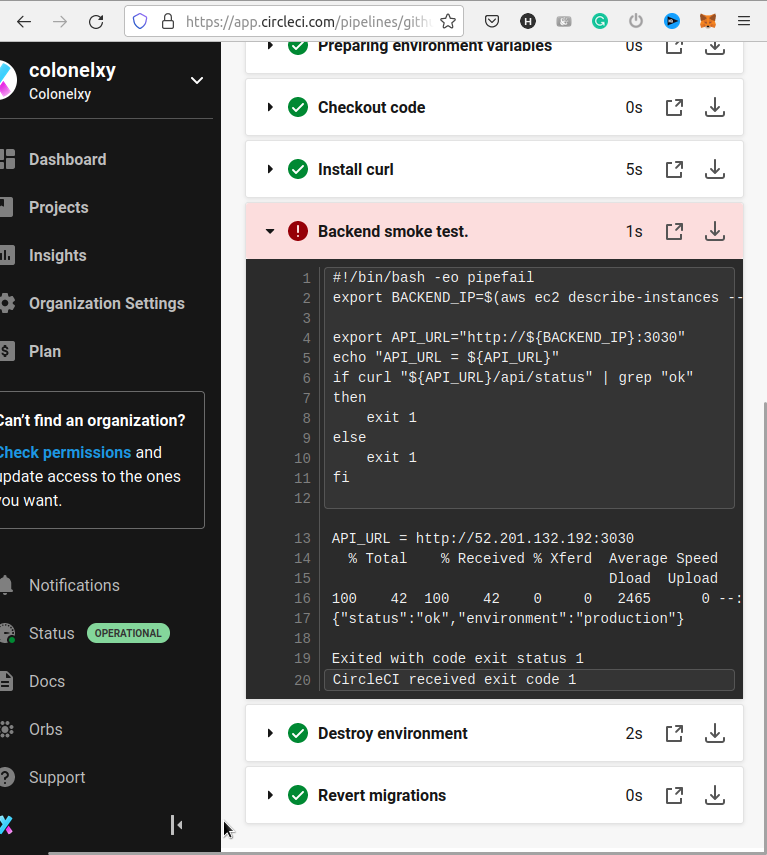 https://app.circleci.com/pipelines/gith
colonelxy
Colonelxy
Dashboard
Projects
Insights
Organization Settings
Plan
Can't find an organization?
Check permissions and
update access to the ones
you want.
Notifications
Status OPERATIONAL
Docs
Orbs
Support
Preparing environment variables 0s
Checkout code 0s
Install curl 5s
Backend smoke test. 1s
1 #!/bin/bash -eo pipefail
2 export BACKEND_IP=$(aws ec2 describe-instances --
3
4 export API_URL="http://${BACKEND_IP}:3030"
5 echo "API_URL = ${API_URL}"
6 if curl "${API_URL}/api/status" | grep "ok"
7 then
8     exit 1
9 else
10     exit 1
11 fi
12
13 API_URL = http://52.201.132.192:3030
14   % Total    % Received % Xferd  Average Speed
15                                  Dload  Upload
16 100    42  100    42    0     0   2465      0 --:
17 {"status":"ok","environment":"production"}
18
19 Exited with code exit status 1
20 CircleCI received exit code 1
Destroy environment 2s
Revert migrations 0s